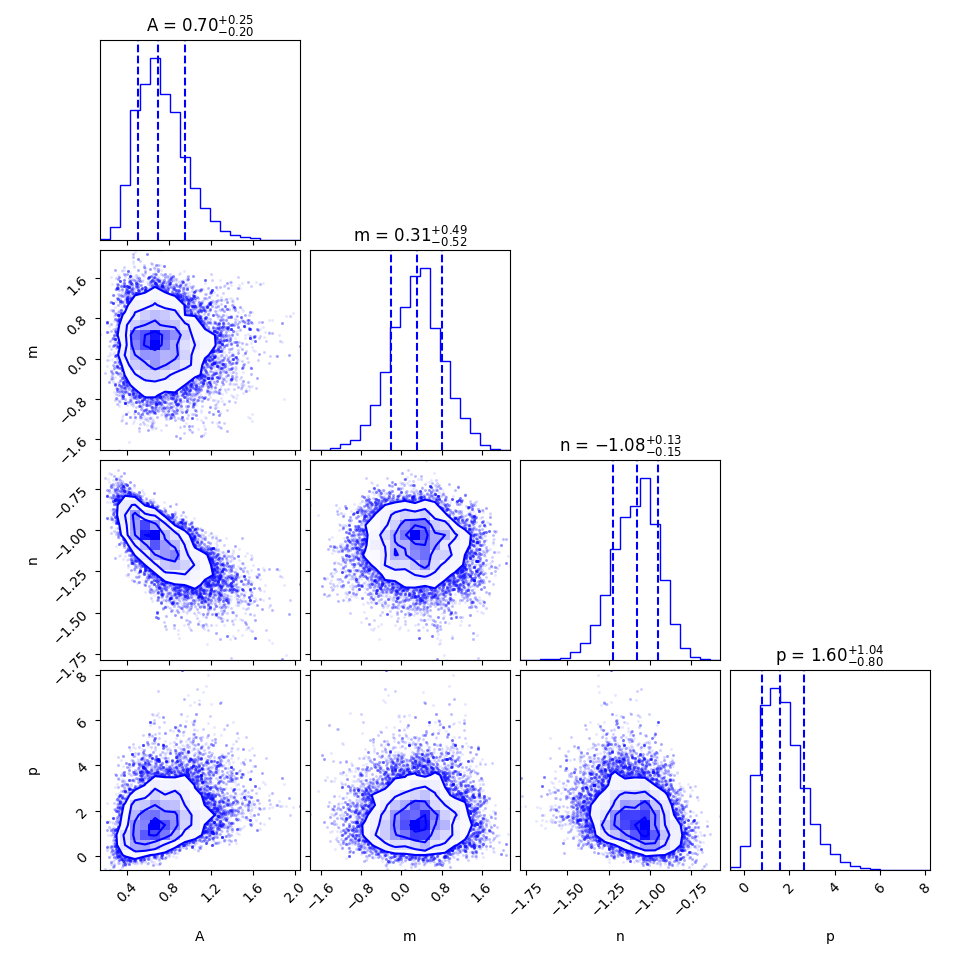 A = 0.70+0.25−0.20
m = 0.31+0.49−0.52
1.6
0.8
0.0
−0.8
−1.6
m
n = −1.08+0.13−0.15
−0.75
−1.00
−1.25
−1.50
−1.75
n
p = 1.60+1.04−0.80
8
6
4
2
0
p
0.4 0.8 1.2 1.6 2.0
−1.6 −0.8 0.0 0.8 1.6
−1.75 −1.50 −1.25 −1.00 −0.75
0 2 4 6 8
A m n p